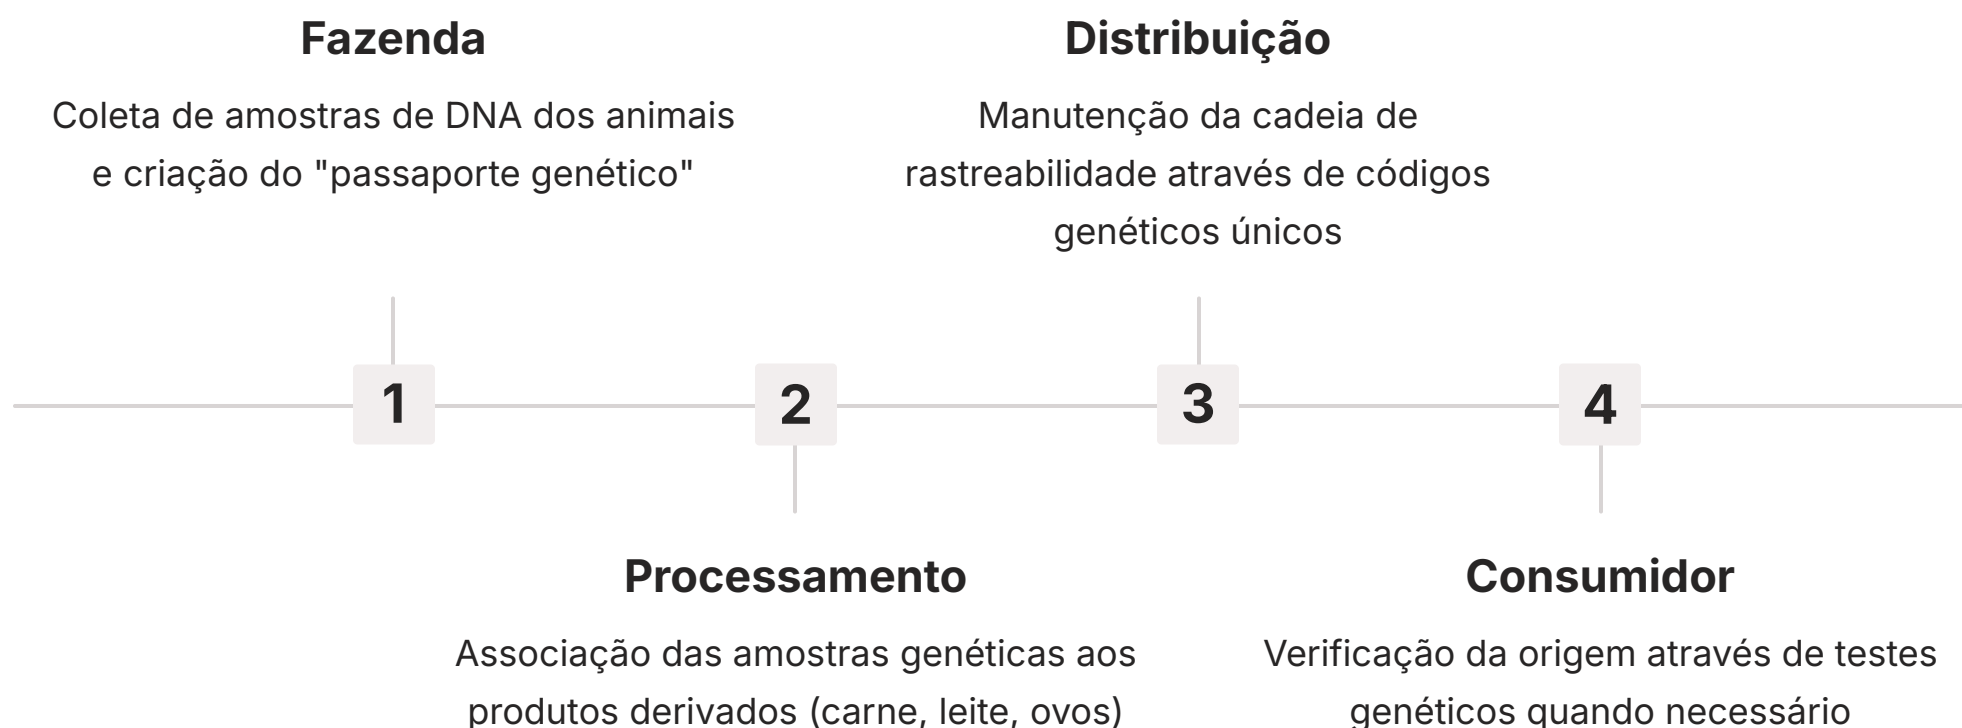 Fazenda
Coleta de amostras de DNA dos animais
e criação do "passaporte genético"
1
2
Processamento
Associação das amostras genéticas aos
produtos derivados (carne, leite, ovos)
Distribuição
Manutenção da cadeia de
rastreabilidade através de códigos
genéticos únicos
3
4
Consumidor
Verificação da origem através de testes
genéticos quando necessário